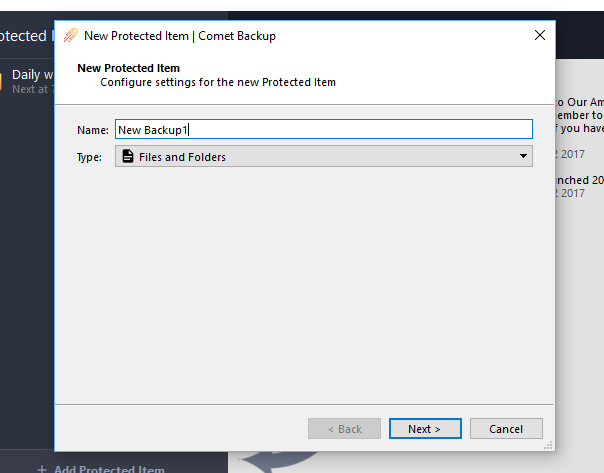 New Protected Item | Comet Backup
New Protected Item
Configure settings for the new Protected Item
Name: New Backup1
Type: Files and Folders
< Back Next > Cancel
otected
Daily w
Next at 7
+ Add Protected Item
to Our Am
ember to
f you have
2 2017
nched 20
2 2017